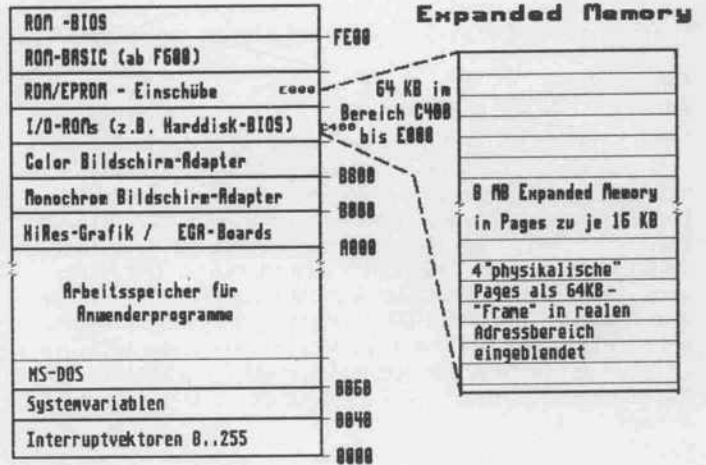 Expanded Memory
ROM -BIOS
FE00
ROM-BASIC (ab F600)
ROM/EPROM - Einschübe
E000
64 KB im
Bereich C400
bis E000
I/O-ROMs (z.B. Harddisk-BIOS)
C400
Color Bildschirm-Adapter
B800
Monochrom Bildschirm-Adapter
B000
HiRes-Grafik / EGA-Boards
A000
8 MB Expanded Memory
in Pages zu je 16 KB
4 "physikalische"
Pages als 64KB-
"Frame" in realen
Adressbereich
eingeblendet
Arbeitsspeicher für
Anwenderprogramme
MS-DOS
0060
Systemvariablen
0040
Interruptvektoren 0..255
0000